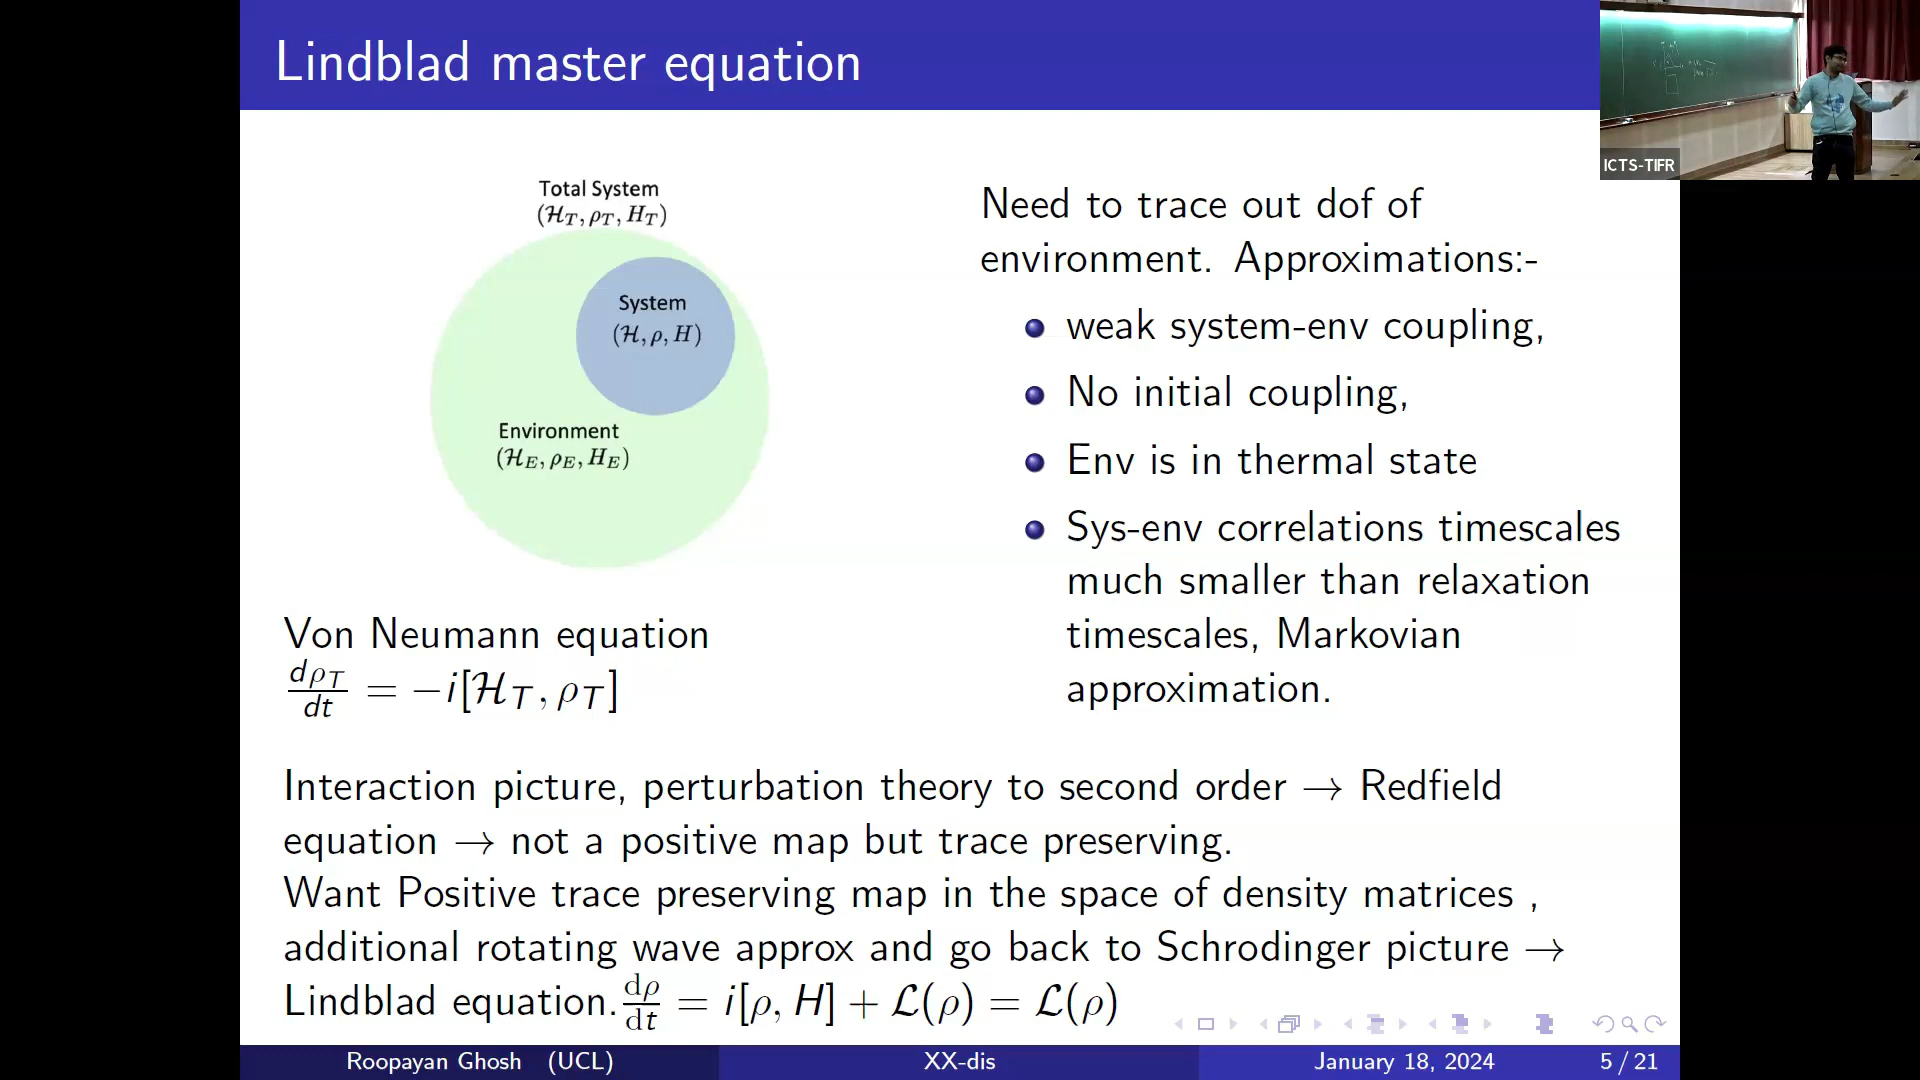 Lindblad master equation
ICTS-TIFR
Total System
(ℋ_T, ρ_T, H_T)
System
(ℋ, ρ, H)
Environment
(ℋ_E, ρ_E, H_E)
Von Neumann equation
dρ_T/dt = −i[ℋ_T, ρ_T]
Need to trace out dof of
environment. Approximations:-
weak system-env coupling,
No initial coupling,
Env is in thermal state
Sys-env correlations timescales
much smaller than relaxation
timescales, Markovian
approximation.
Interaction picture, perturbation theory to second order → Redfield
equation → not a positive map but trace preserving.
Want Positive trace preserving map in the space of density matrices ,
additional rotating wave approx and go back to Schrodinger picture →
Lindblad equation. dρ/dt = i[ρ, H] + ℒ(ρ) = ℒ(ρ)
Roopayan Ghosh (UCL)
XX-dis
January 18, 2024
5 / 21